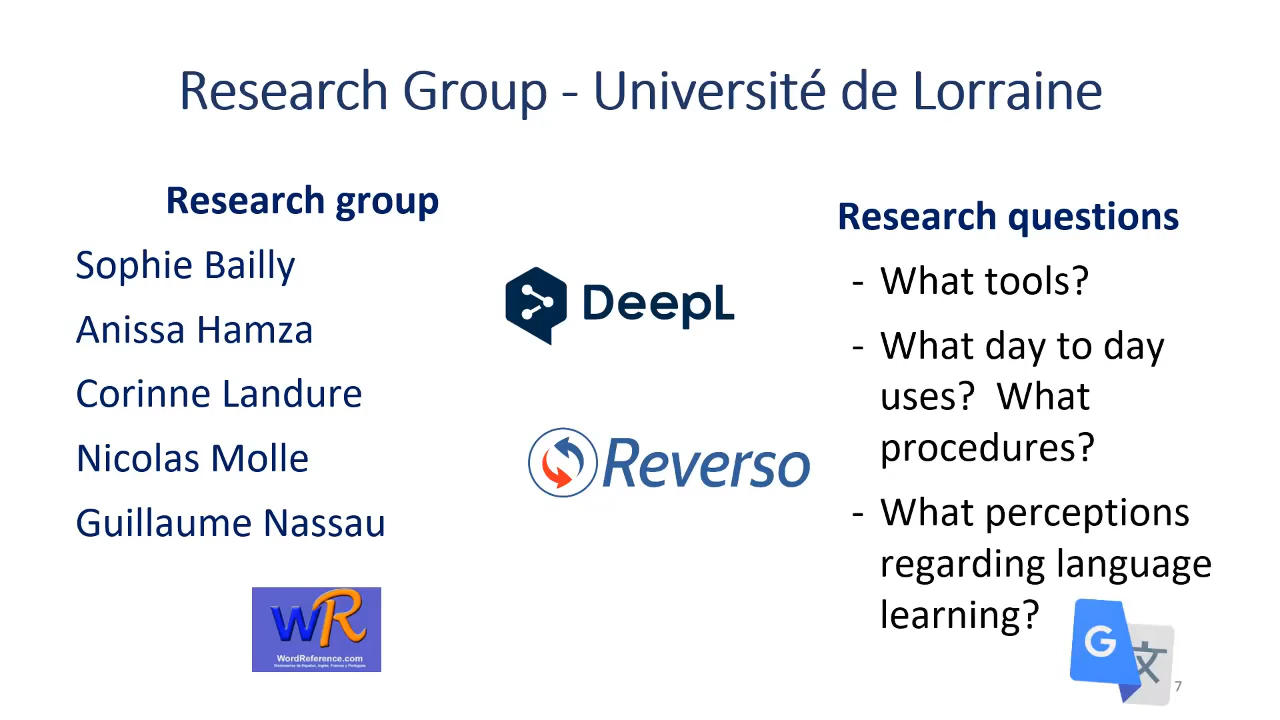 Research Group - Université de Lorraine
Research group
Sophie Bailly
Anissa Hamza
Corinne Landure
Nicolas Molle
Guillaume Nassau
WR
WordReference.com
DeepL
Reverso
Research questions
- What tools?
- What day to day
uses? What
procedures?
- What perceptions
regarding language
learning?
G
文
7